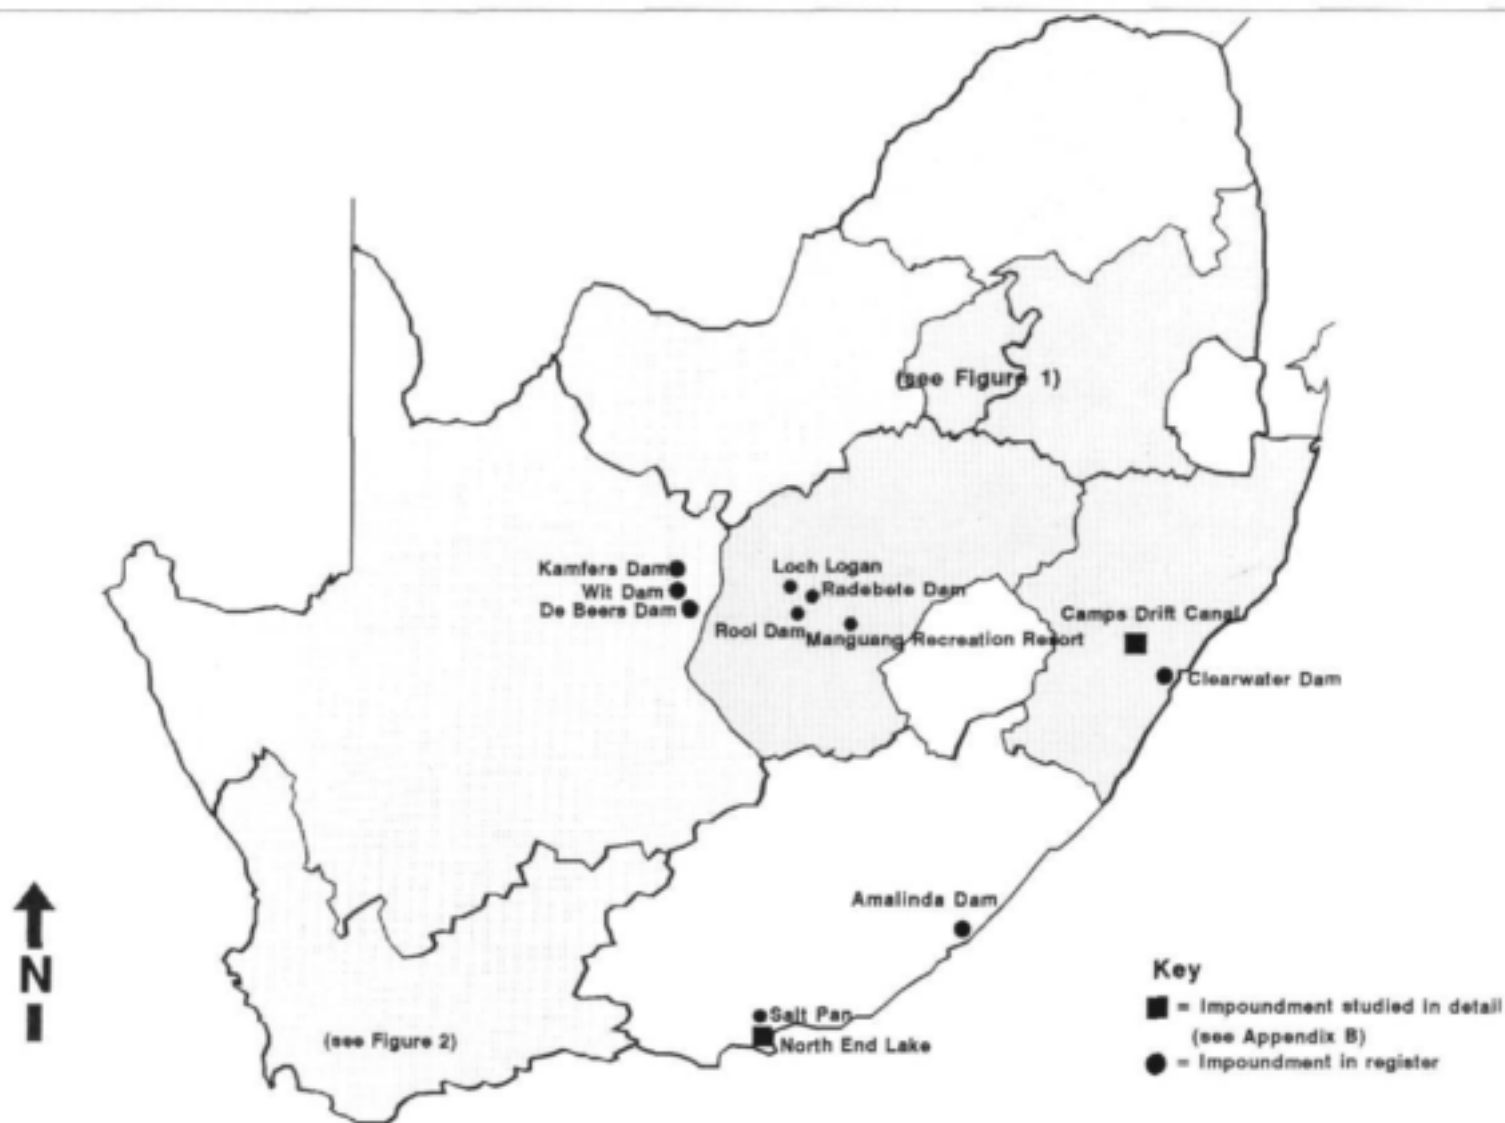 (see Figure 1)
Kamfers Dam
Wit Dam
De Beers Dam
Loch Logan
Radebete Dam
Rooi Dam
Manguang Recreation Resort
Camps Drift Canal
Clearwater Dam
Amalinda Dam
Salt Pan
North End Lake
(see Figure 2)
N
Key
= Impoundment studied in detail
(see Appendix B)
= Impoundment in register